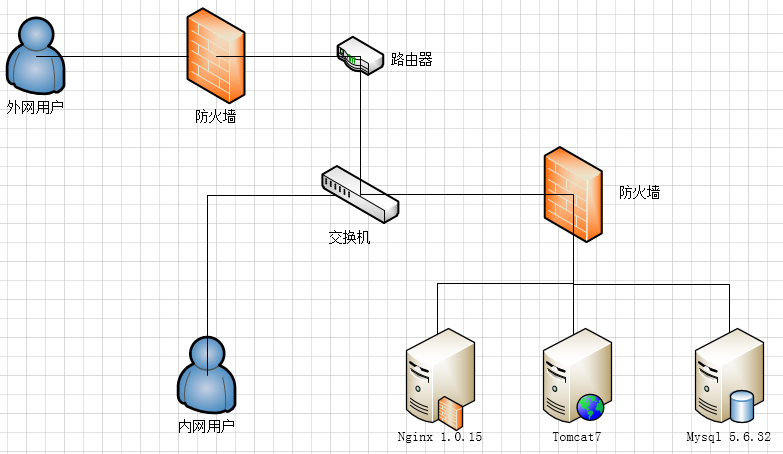 外网用户
防火墙
路由器
交换机
防火墙
内网用户
Nginx 1.0.15
Tomcat7
Mysql 5.6.32